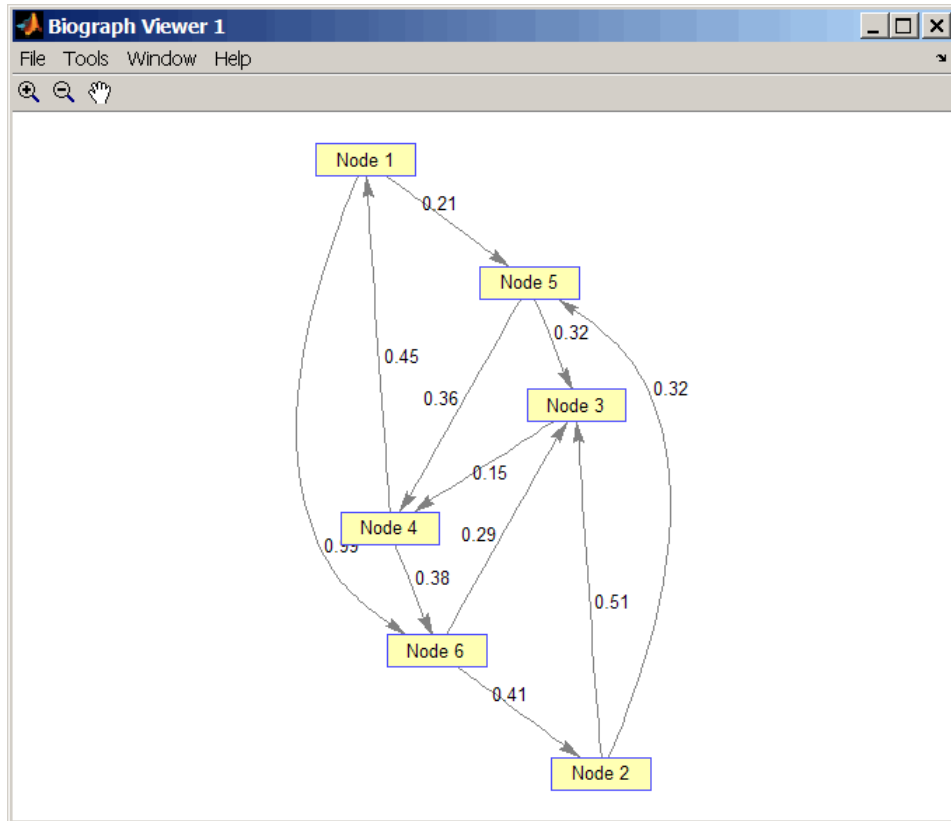 Biograph Viewer 1
File Tools Window Help
Node 1
0.21
Node 5
0.32
0.45
0.32
0.36
Node 3
0.15
Node 4
0.29
0.99
0.38
0.51
Node 6
0.41
Node 2